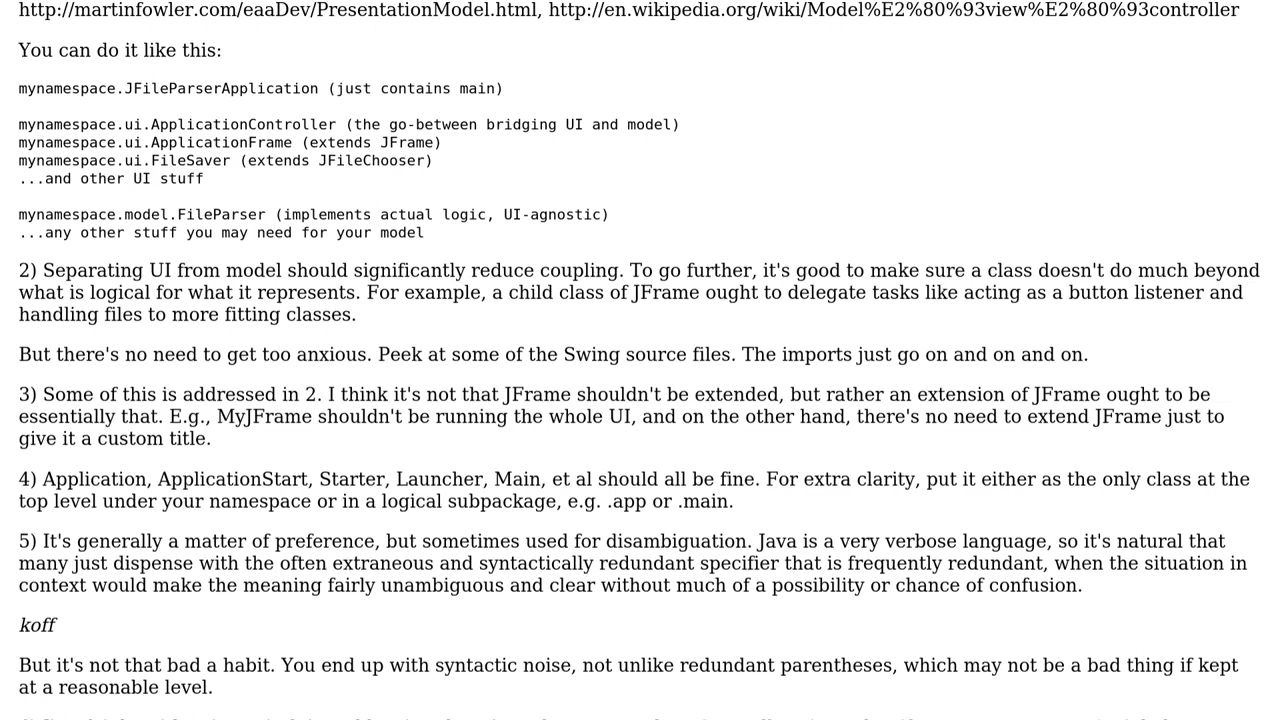 http://martinfowler.com/eaaDev/PresentationModel.html, http://en.wikipedia.org/wiki/Model%E2%80%93view%E2%80%93controller
You can do it like this:
mynamespace.JFileParserApplication (just contains main)
mynamespace.ui.ApplicationController (the go-between bridging UI and model)
mynamespace.ui.ApplicationFrame (extends JFrame)
mynamespace.ui.FileSaver (extends JFileChooser)
...and other UI stuff
mynamespace.model.FileParser (implements actual logic, UI-agnostic)
...any other stuff you may need for your model
2) Separating UI from model should significantly reduce coupling. To go further, it's good to make sure a class doesn't do much beyond
what is logical for what it represents. For example, a child class of JFrame ought to delegate tasks like acting as a button listener and
handling files to more fitting classes.
But there's no need to get too anxious. Peek at some of the Swing source files. The imports just go on and on and on.
3) Some of this is addressed in 2. I think it's not that JFrame shouldn't be extended, but rather an extension of JFrame ought to be
essentially that. E.g., MyJFrame shouldn't be running the whole UI, and on the other hand, there's no need to extend JFrame just to
give it a custom title.
4) Application, ApplicationStart, Starter, Launcher, Main, et al should all be fine. For extra clarity, put it either as the only class at the
top level under your namespace or in a logical subpackage, e.g. .app or .main.
5) It's generally a matter of preference, but sometimes used for disambiguation. Java is a very verbose language, so it's natural that
many just dispense with the often extraneous and syntactically redundant specifier that is frequently redundant, when the situation in
context would make the meaning fairly unambiguous and clear without much of a possibility or chance of confusion.
koff
But it's not that bad a habit. You end up with syntactic noise, not unlike redundant parentheses, which may not be a bad thing if kept
at a reasonable level.